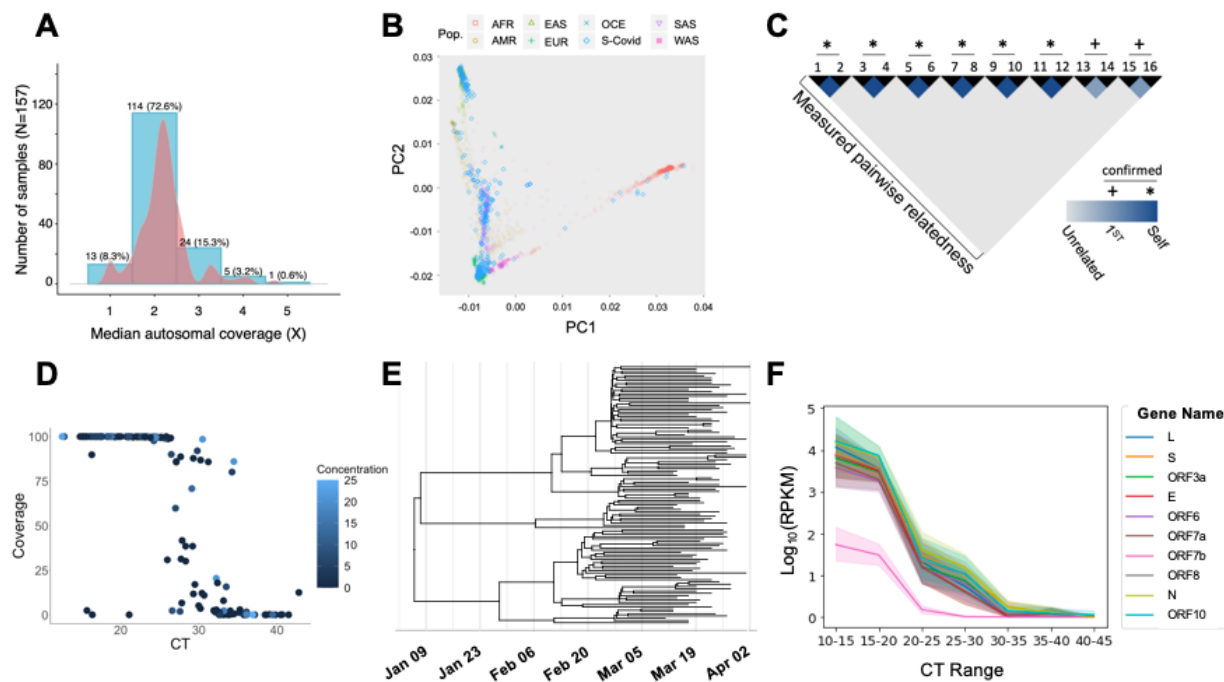 A
Number of samples (N=157)
120
80
40
0
13 (8.3%)
114 (72.6%)
24 (15.3%)
5 (3.2%)
1 (0.6%)
1 2 3 4 5
Median autosomal coverage (X)
B
Pop.
AFR EAS OCE SAS
AMR EUR S-Covid WAS
PC2
0.03
0.02
0.01
0.00
-0.01
-0.02
-0.01 0.00 0.01 0.02 0.03 0.04
PC1
C
* * * * * * + +
1 2 3 4 5 6 7 8 9 10 11 12 13 14 15 16
Measured pairwise relatedness
confirmed
+ *
Unrelated
1ST
Self
D
Coverage
100
75
50
25
0
20 30 40
CT
Concentration
25
20
15
10
5
0
E
Jan 09
Jan 23
Feb 06
Feb 20
Mar 05
Mar 19
Apr 02
F
Log10(RPKM)
5
4
3
2
1
0
10-15 15-20 20-25 25-30 30-35 35-40 40-45
CT Range
Gene Name
L
S
ORF3a
E
ORF6
ORF7a
ORF7b
ORF8
N
ORF10